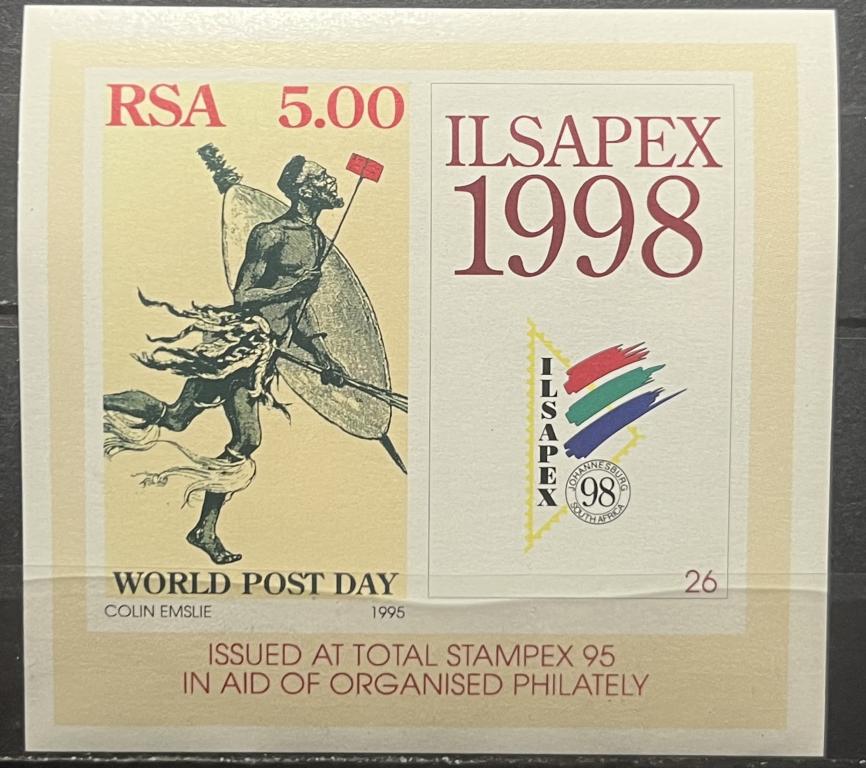 RSA 5.00
WORLD POST DAY
COLIN EMSLIE 1995
ILSAPEX
1998
ILSAPEX
JOHANNESBURG
98
SOUTH AFRICA
26
ISSUED AT TOTAL STAMPEX 95
IN AID OF ORGANISED PHILATELY